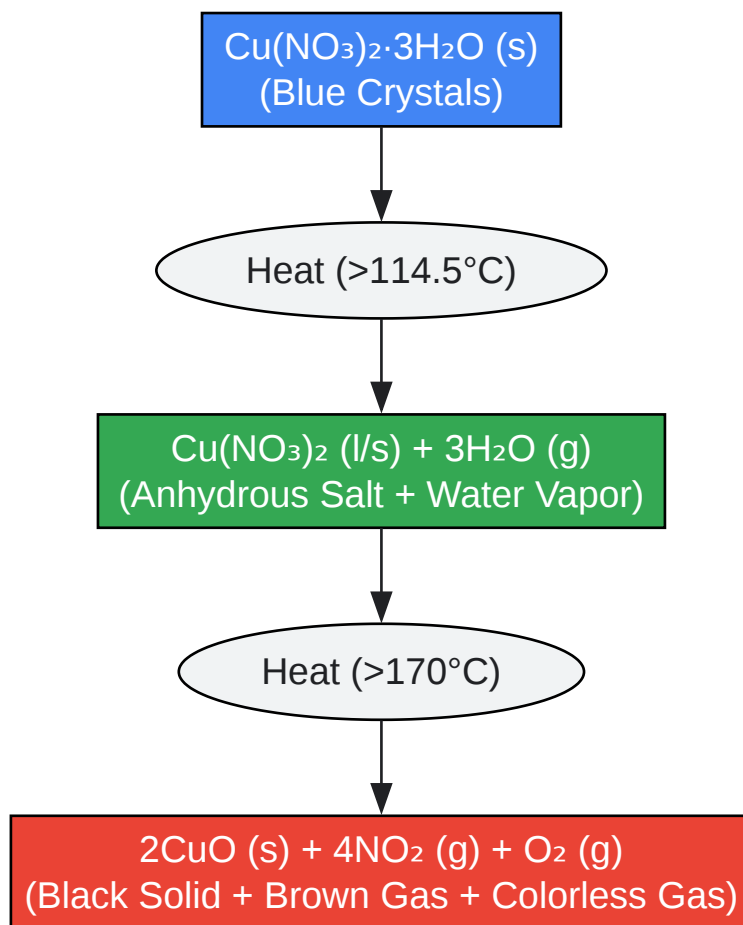 Cu(NO₃)₂·3H₂O (s)
(Blue Crystals)
Heat (>114.5°C)
Cu(NO₃)₂ (l/s) + 3H₂O (g)
(Anhydrous Salt + Water Vapor)
Heat (>170°C)
2CuO (s) + 4NO₂ (g) + O₂ (g)
(Black Solid + Brown Gas + Colorless Gas)